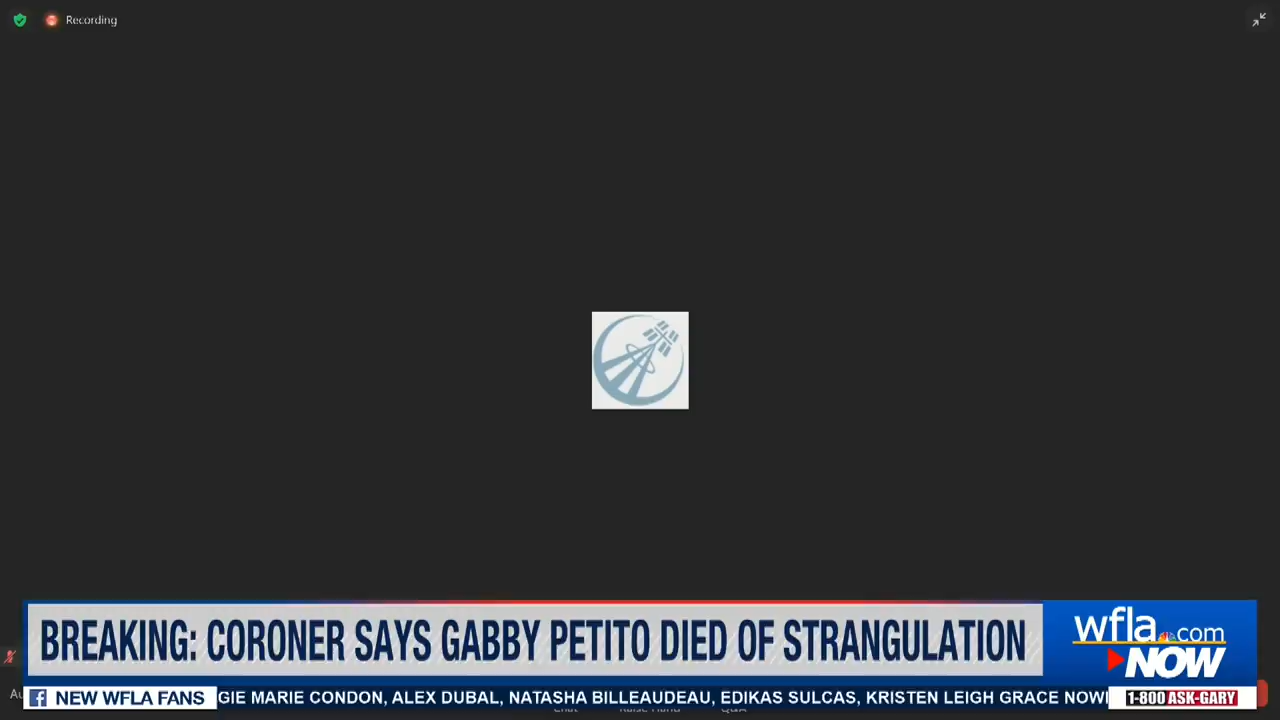 Recording
BREAKING: CORONER SAYS GABBY PETITO DIED OF STRANGULATION
wfla.com
NOW
NEW WFLA FANS
GIE MARIE CONDON, ALEX DUBAL, NATASHA BILLEAUDEAU, EDIKAS SULCAS, KRISTEN LEIGH GRACE NOWI
1-800 ASK-GARY